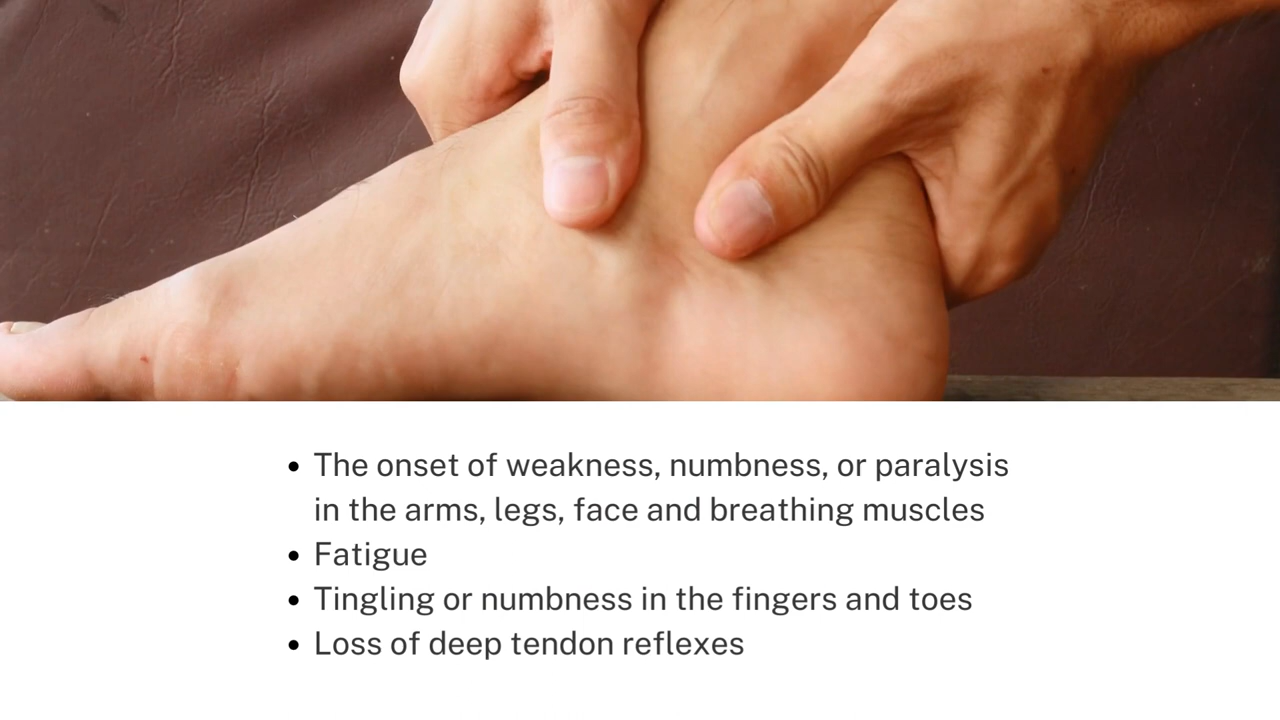 • The onset of weakness, numbness, or paralysis
in the arms, legs, face and breathing muscles
• Fatigue
• Tingling or numbness in the fingers and toes
• Loss of deep tendon reflexes